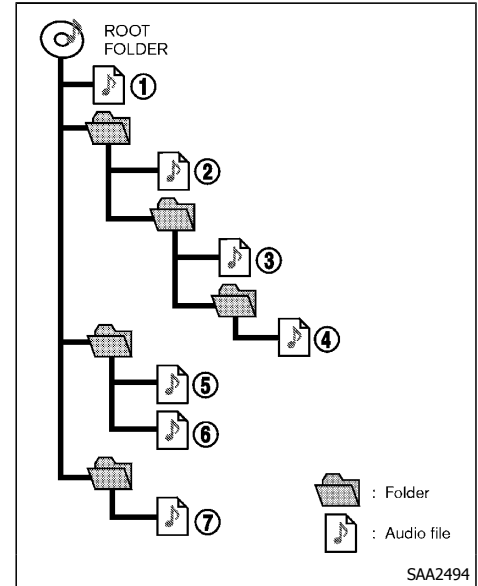 ROOT
FOLDER
①
②
③
④
⑤
⑥
⑦
: Folder
: Audio file
SAA2494